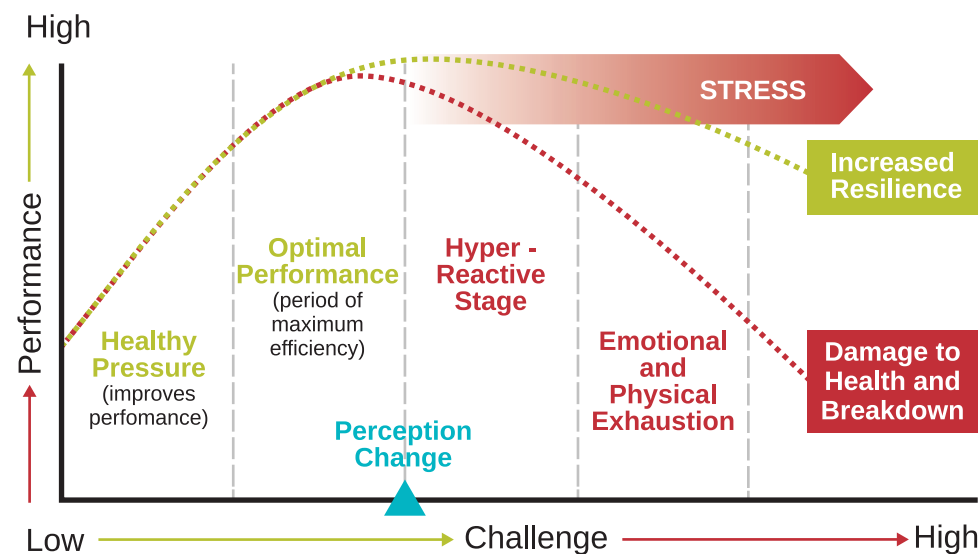 High
STRESS
Increased
Resilience
Performance
Optimal
Performance
(period of
maximum
efficiency)
Hyper -
Reactive
Stage
Healthy
Pressure
(improves
perfomance)
Emotional
and
Physical
Exhaustion
Damage to
Health and
Breakdown
Perception
Change
Low
Challenge
High